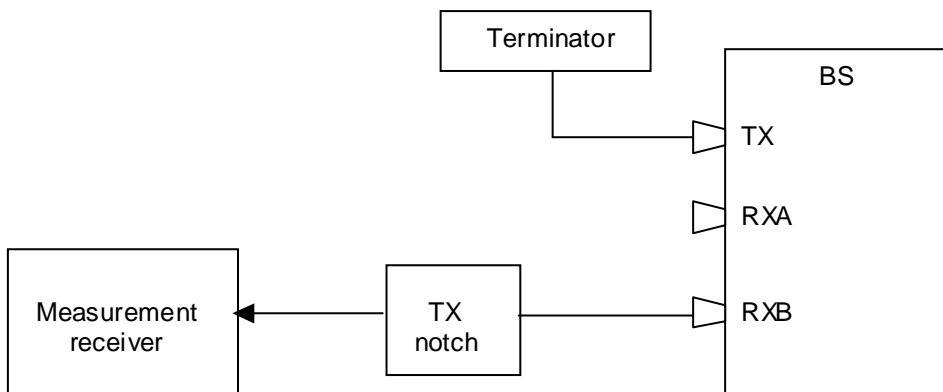 Terminator
BS
TX
RXA
Measurement
receiver
TX
notch
RXB